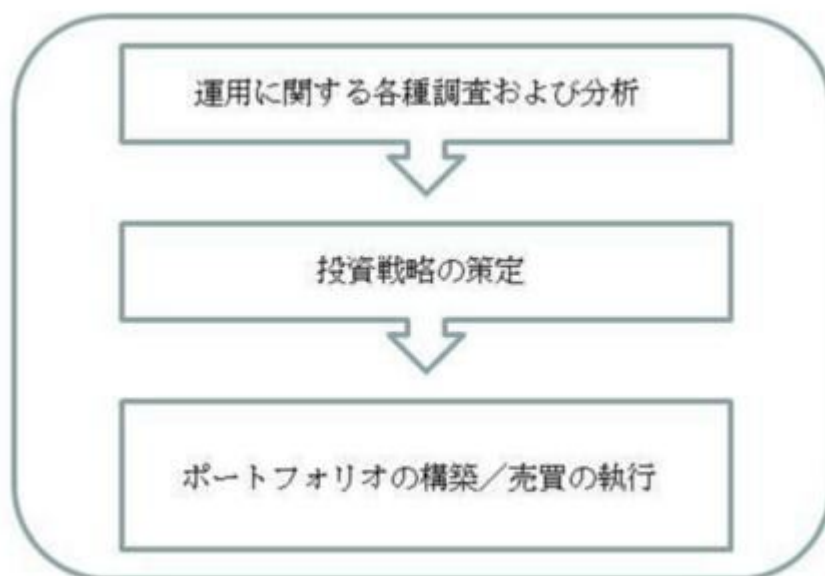 運用に関する各種調査および分析
投資戦略の策定
ポートフォリオの構築／売買の執行